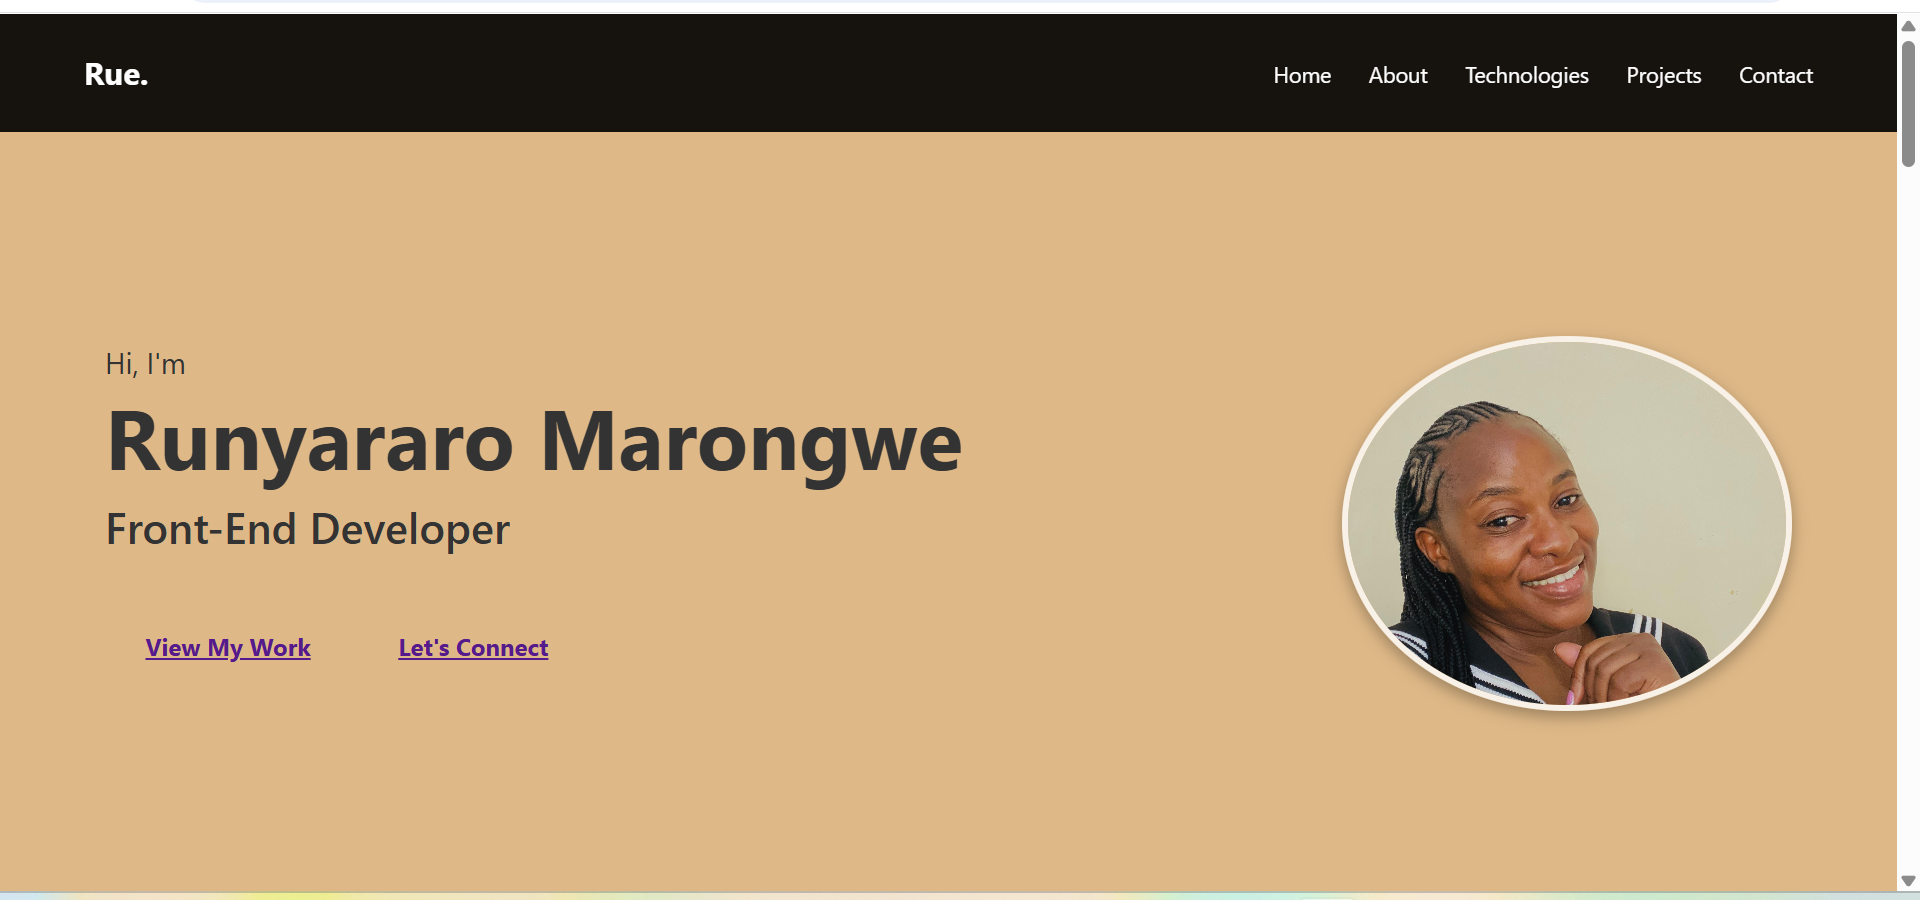 Rue.
Home About Technologies Projects Contact
Hi, I'm
Runyararo Marongwe
Front-End Developer
View My Work Let's Connect